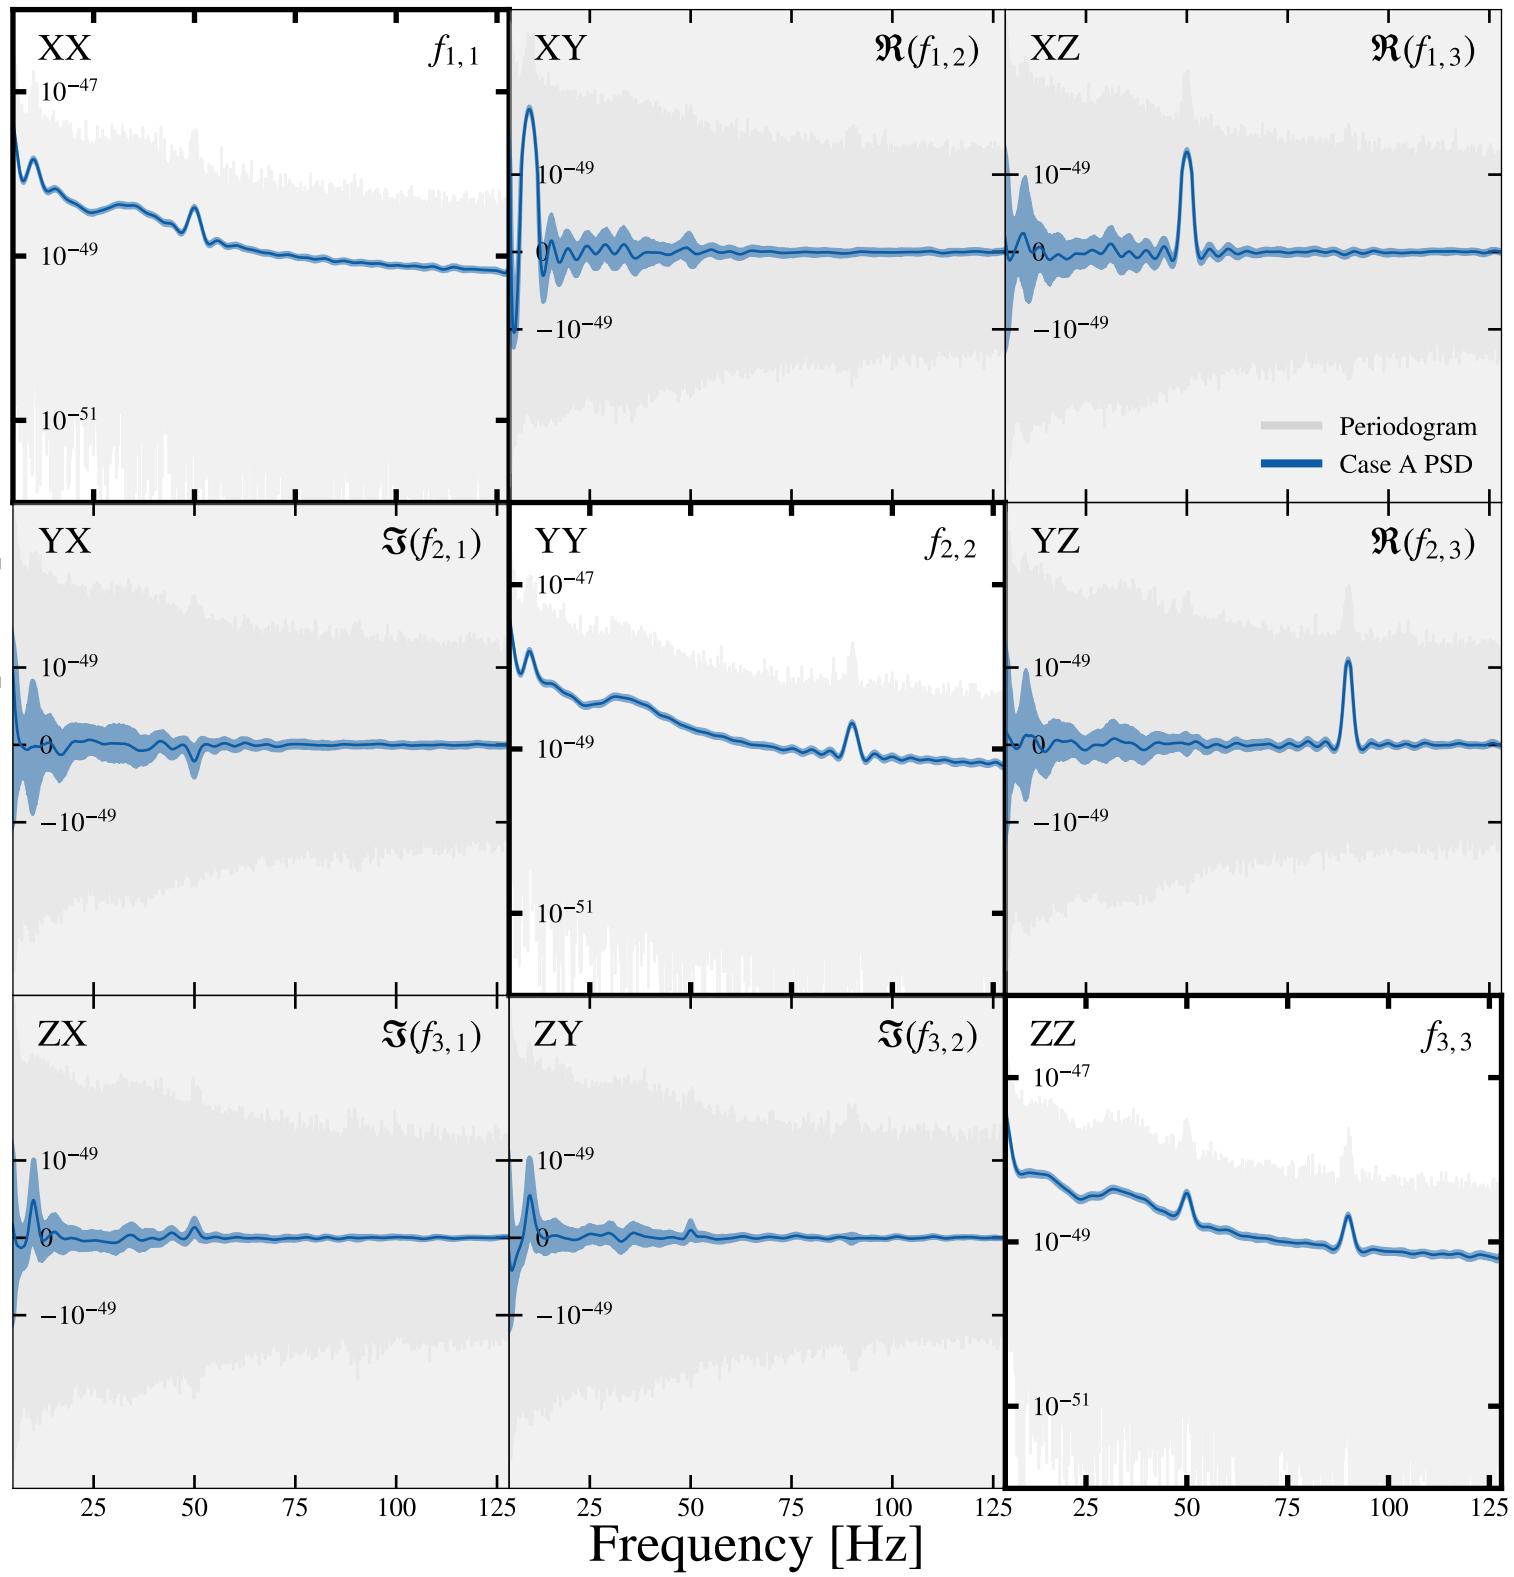 XX f₁,₁
10⁻⁴⁷
10⁻⁴⁹
10⁻⁵¹
XY ℜ(f₁,₂)
10⁻⁴⁹
0
−10⁻⁴⁹
XZ ℜ(f₁,₃)
10⁻⁴⁹
0
−10⁻⁴⁹
Periodogram
Case A PSD
YX ℑ(f₂,₁)
10⁻⁴⁹
0
−10⁻⁴⁹
YY f₂,₂
10⁻⁴⁷
10⁻⁴⁹
10⁻⁵¹
YZ ℜ(f₂,₃)
10⁻⁴⁹
0
−10⁻⁴⁹
ZX ℑ(f₃,₁)
10⁻⁴⁹
0
−10⁻⁴⁹
ZY ℑ(f₃,₂)
10⁻⁴⁹
0
−10⁻⁴⁹
ZZ f₃,₃
10⁻⁴⁷
10⁻⁴⁹
10⁻⁵¹
25 50 75 100 125 25 50 75 100 125 25 50 75 100 125
Frequency [Hz]